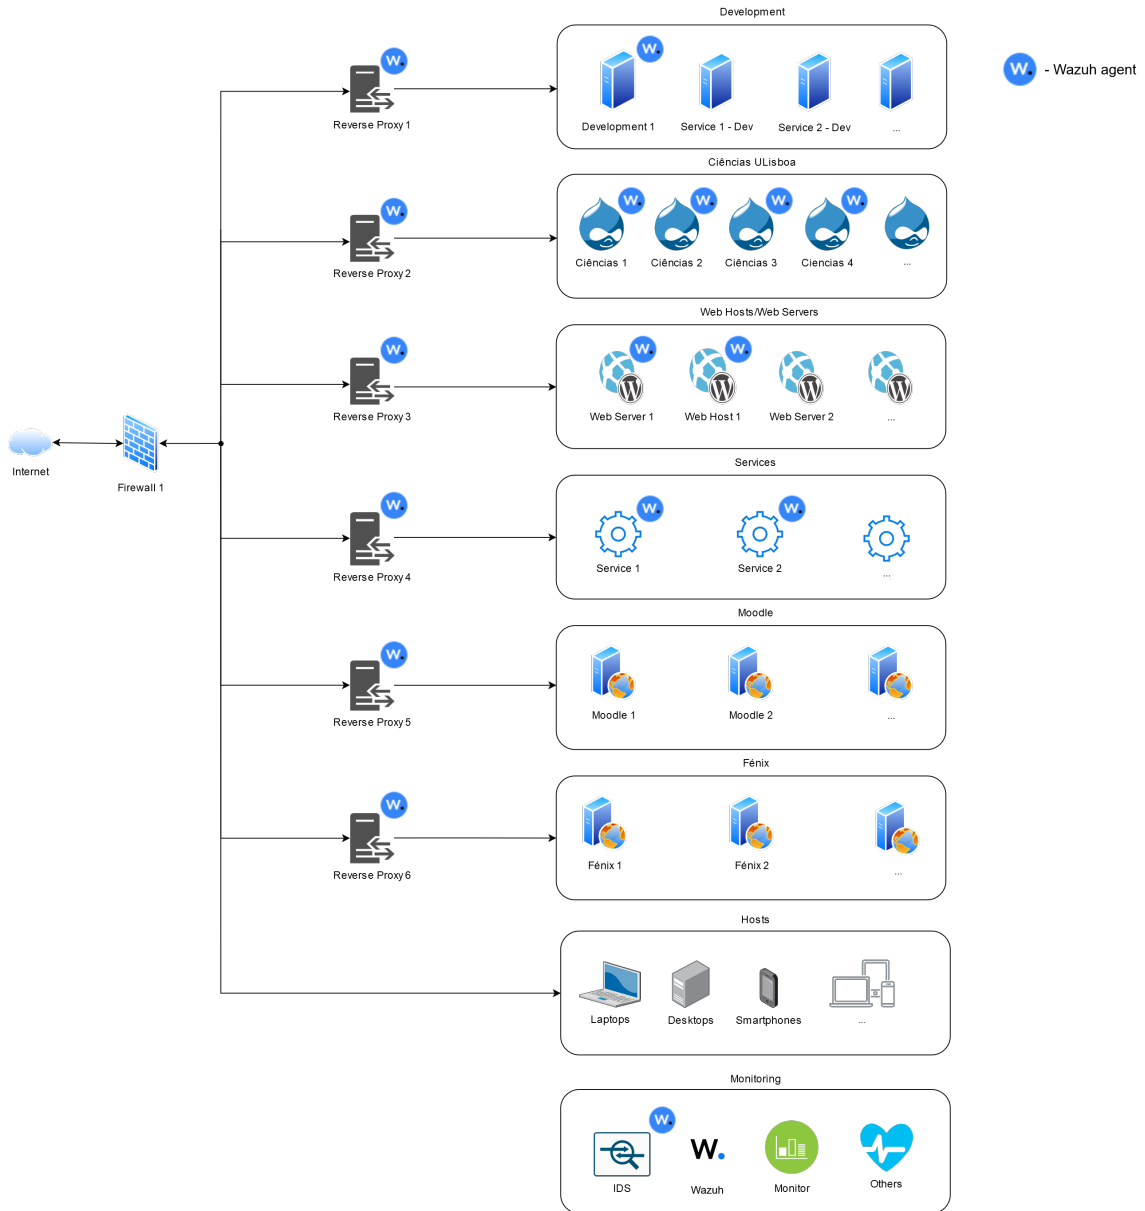 Development
W.
- Wazuh agent
W.
Reverse Proxy 1
W.
Development 1
Service 1 - Dev
Service 2 - Dev
...
Ciências ULisboa
W.
Reverse Proxy 2
W.
W.
W.
W.
Ciências 1
Ciências 2
Ciências 3
Ciencias 4
...
Web Hosts/Web Servers
W.
Reverse Proxy 3
W.
W.
W
W
W
W
Web Server 1
Web Host 1
Web Server 2
...
Internet
Firewall 1
Services
W.
Reverse Proxy 4
W.
W.
Service 1
Service 2
...
Moodle
W.
Reverse Proxy 5
Moodle 1
Moodle 2
...
Fénix
W.
Reverse Proxy 6
Fénix 1
Fénix 2
...
Hosts
Laptops
Desktops
Smartphones
...
Monitoring
W.
W.
IDS
Wazuh
Monitor
Others